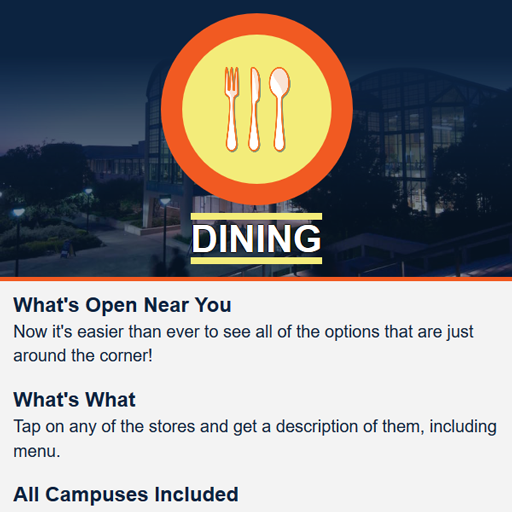 DINING
What's Open Near You
Now it's easier than ever to see all of the options that are just
around the corner!
What's What
Tap on any of the stores and get a description of them, including
menu.
All Campuses Included